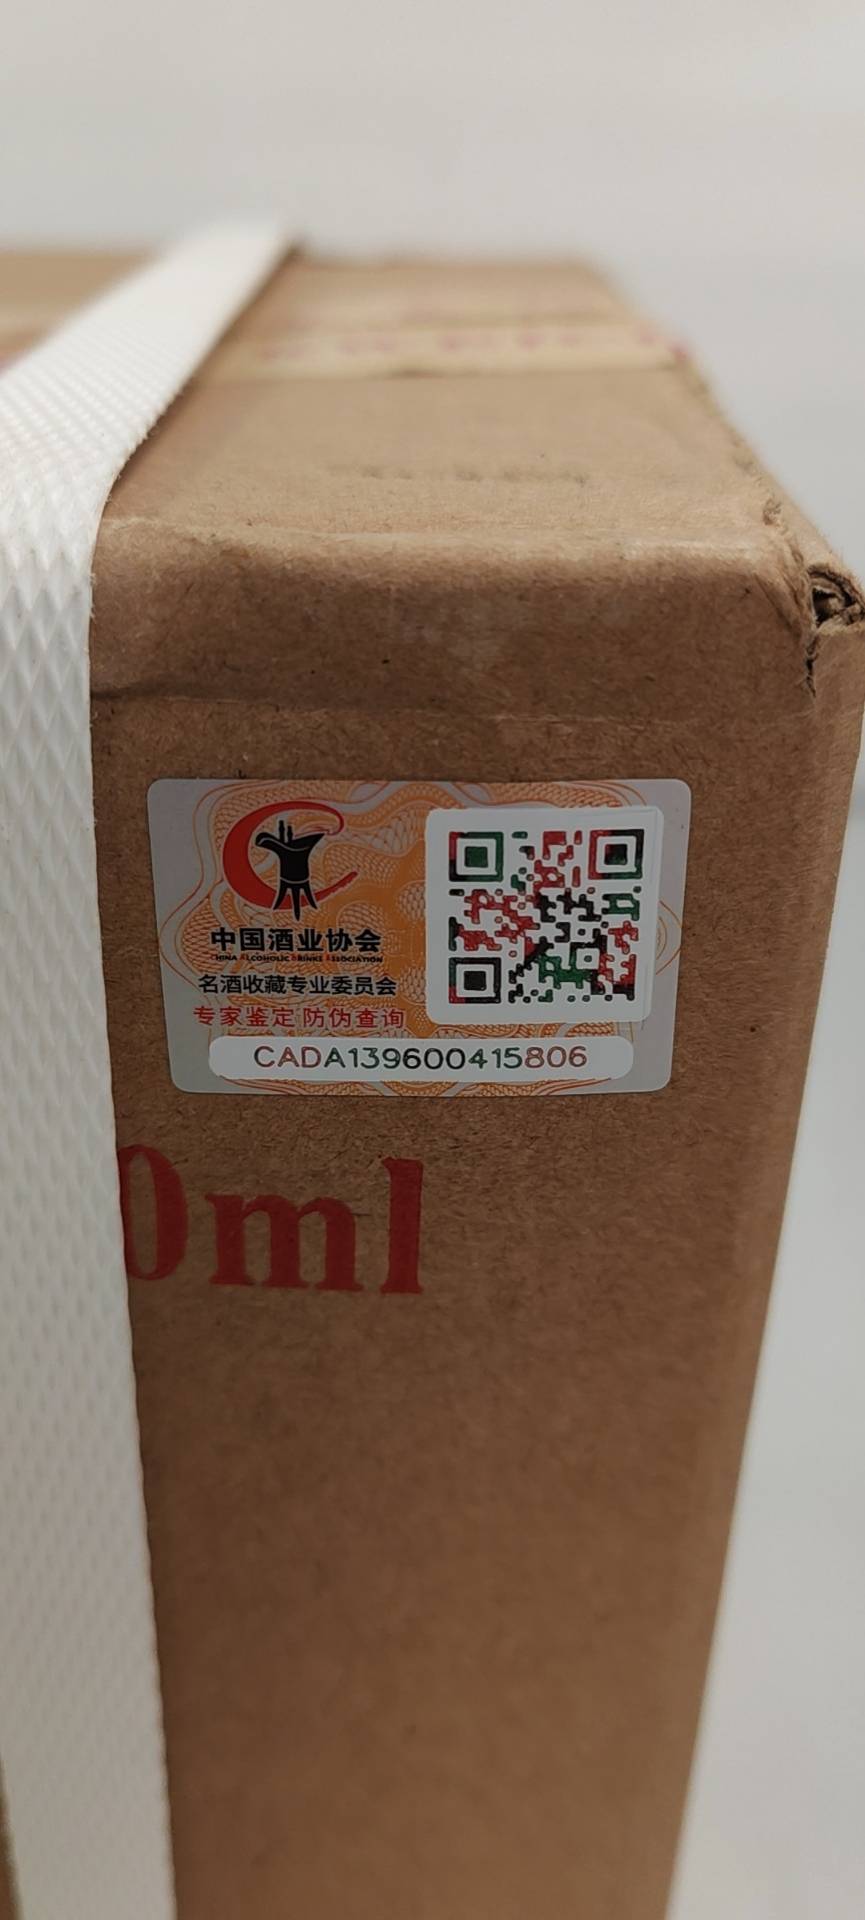 中国酒业协会
CHINA ALCOHOLIC DRINKS ASSOCIATION
名酒收藏专业委员会
专家鉴定 防伪查询
CADA139600415806
0ml